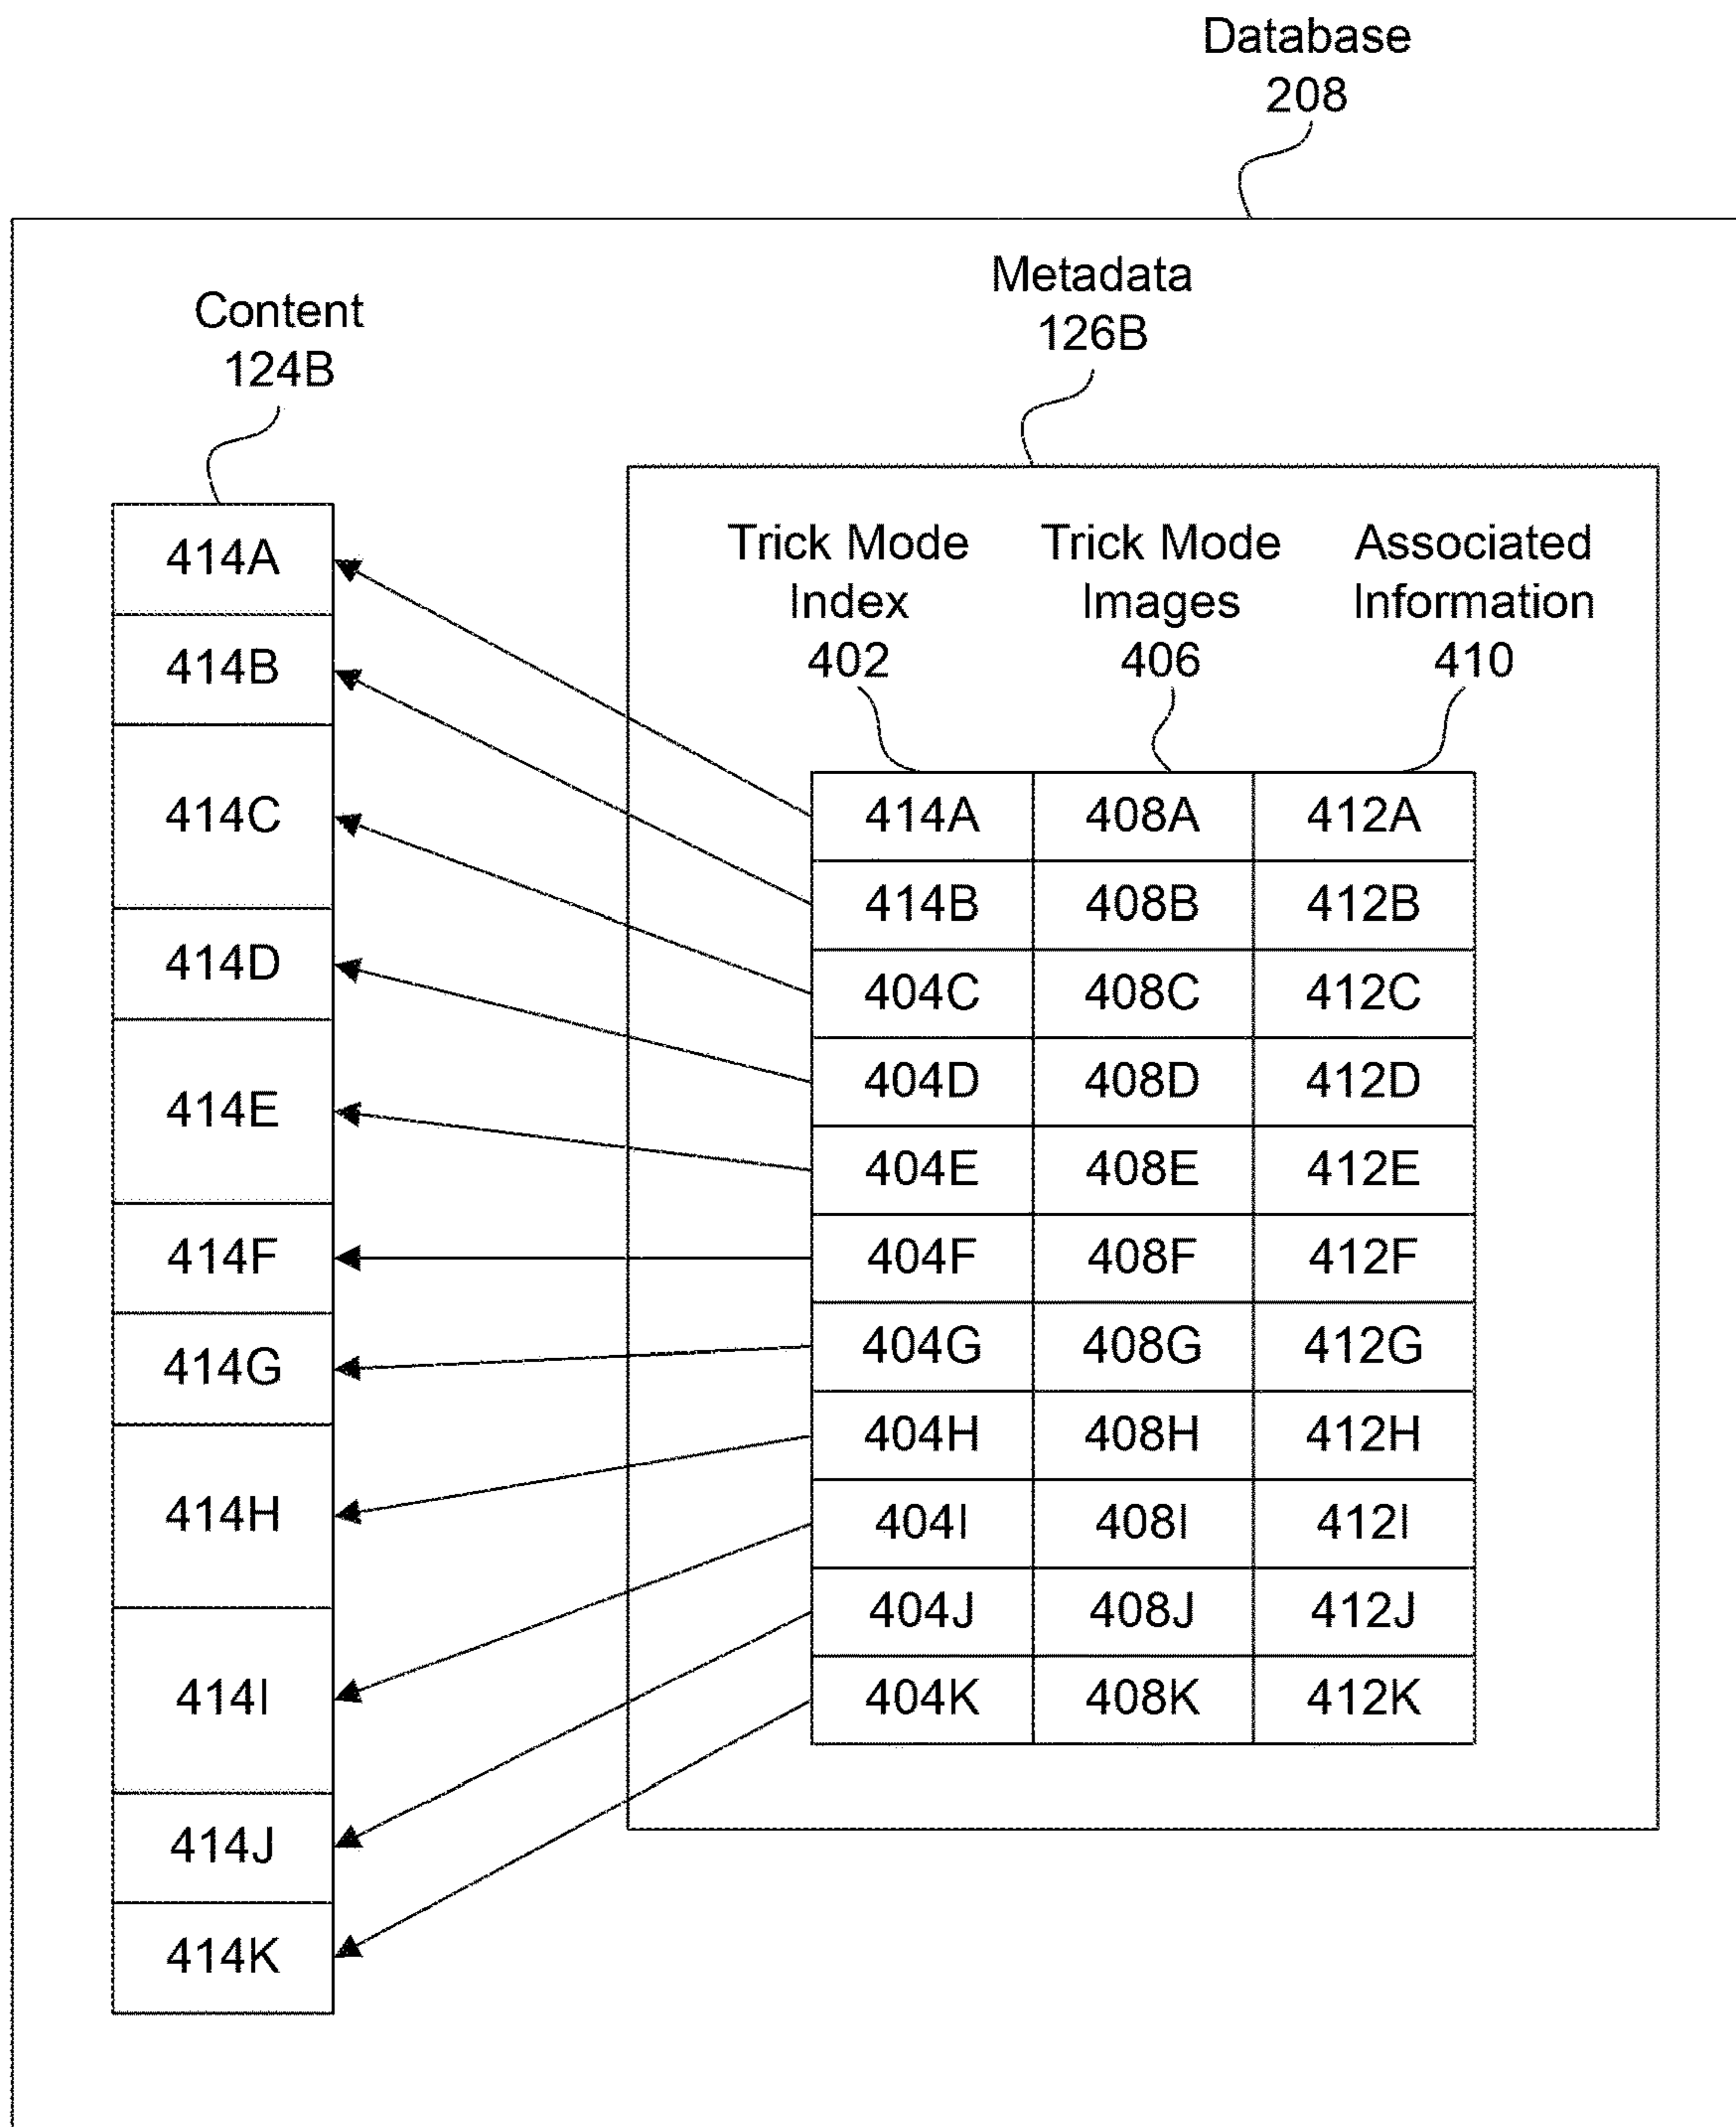 Database
208
Content
124B
Metadata
126B
Trick Mode Index 402
Trick Mode Images 406
Associated Information 410
414A
414B
414C
414D
414E
414F
414G
414H
414I
414J
414K
414A 408A 412A
414B 408B 412B
404C 408C 412C
404D 408D 412D
404E 408E 412E
404F 408F 412F
404G 408G 412G
404H 408H 412H
404I 408I 412I
404J 408J 412J
404K 408K 412K